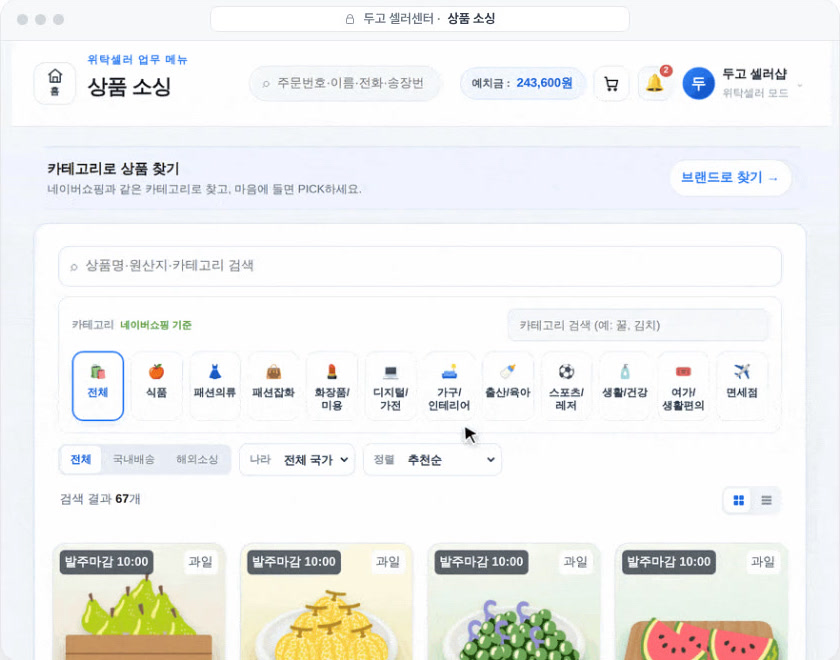 두고 셀러센터 · 상품 소싱
위탁셀러 업무 메뉴
홈
상품 소싱
주문번호·이름·전화·송장번
예치금 : 243,600원
2
두
두고 셀러샵
위탁셀러 모드
카테고리로 상품 찾기
네이버쇼핑과 같은 카테고리로 찾고, 마음에 들면 PICK하세요.
브랜드로 찾기 →
상품명·원산지·카테고리 검색
카테고리 네이버쇼핑 기준
카테고리 검색 (예: 꿀, 김치)
전체
식품
패션의류
패션잡화
화장품/
미용
디지털/
가전
가구/
인테리어
출산/육아
스포츠/
레저
생활/건강
여가/
생활편의
면세점
전체 국내배송 해외소싱
나라 전체 국가
정렬 추천순
검색 결과 67개
발주마감 10:00 과일
발주마감 10:00 과일
발주마감 10:00 과일
발주마감 10:00 과일